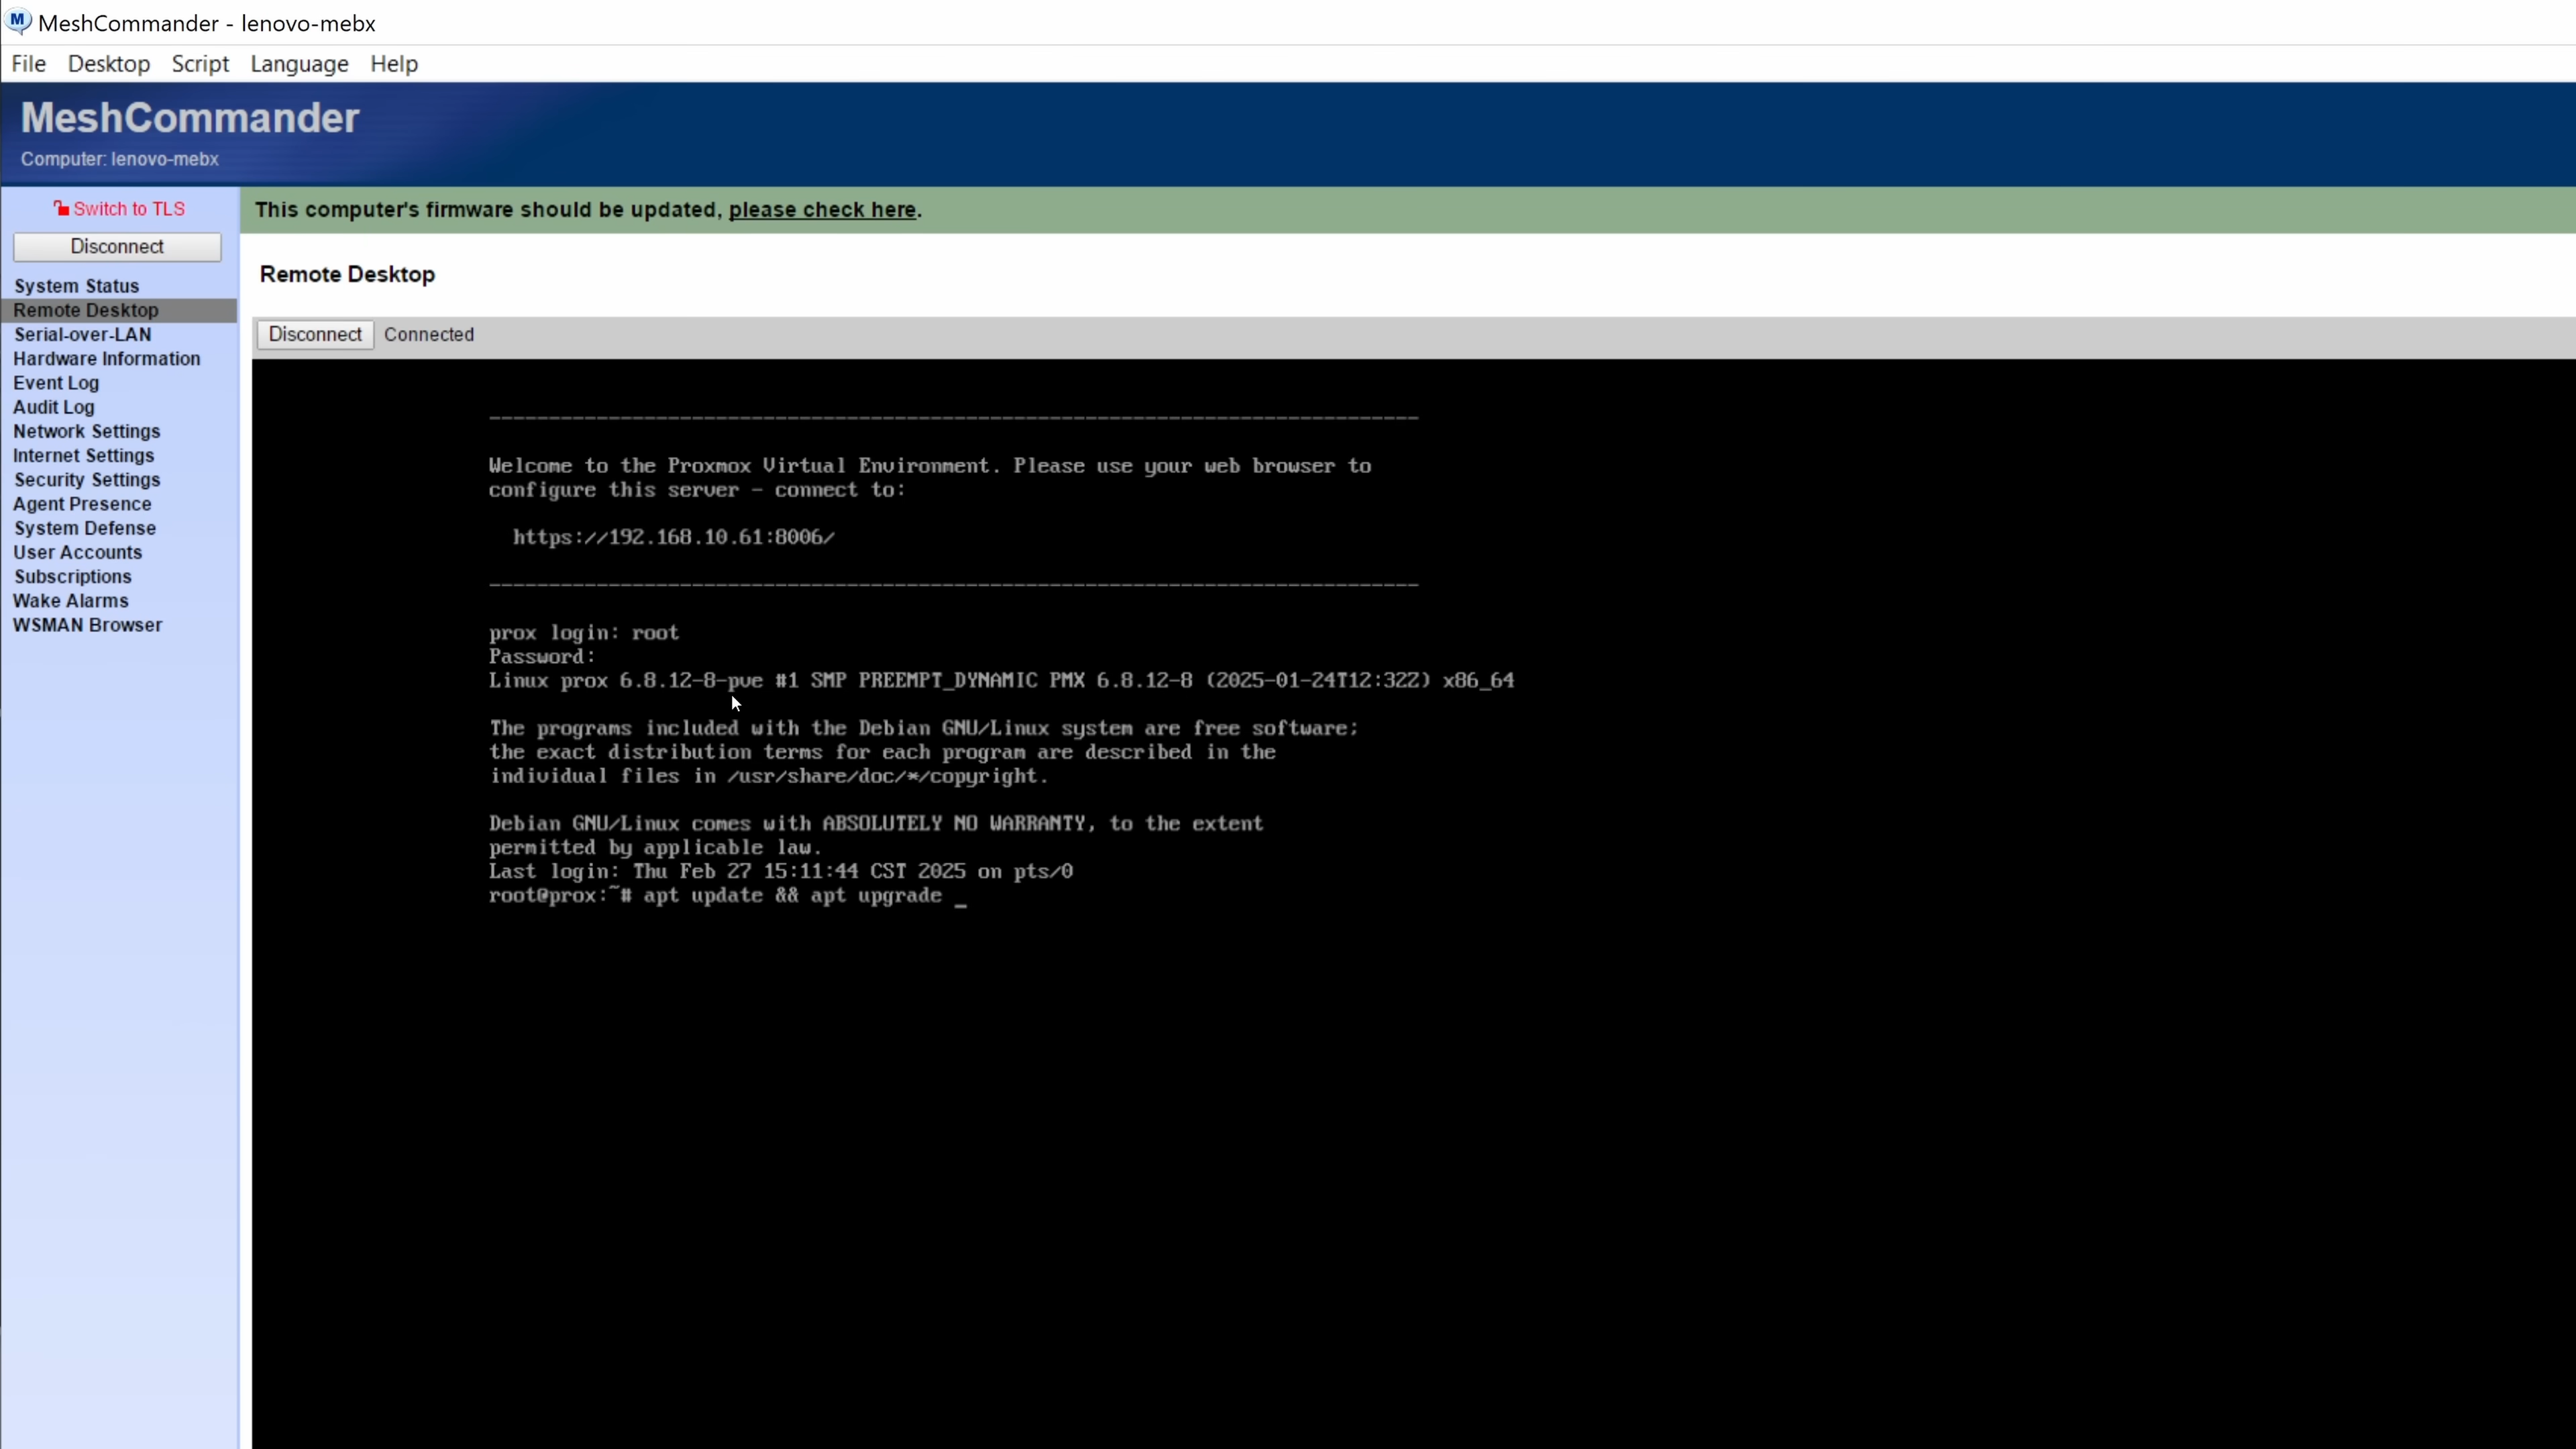 MeshCommander - lenovo-mebx
File Desktop Script Language Help
MeshCommander
Computer: lenovo-mebx
Switch to TLS
Disconnect
System Status
Remote Desktop
Serial-over-LAN
Hardware Information
Event Log
Audit Log
Network Settings
Internet Settings
Security Settings
Agent Presence
System Defense
User Accounts
Subscriptions
Wake Alarms
WSMAN Browser
This computer's firmware should be updated, please check here.
Remote Desktop
Disconnect Connected
------------------------------------------------------------------------------
Welcome to the Proxmox Virtual Environment. Please use your web browser to
configure this server - connect to:
https://192.168.10.61:8006/
------------------------------------------------------------------------------
prox login: root
Password:
Linux prox 6.8.12-8-pve #1 SMP PREEMPT_DYNAMIC PMX 6.8.12-8 (2025-01-24T12:32Z) x86_64
The programs included with the Debian GNU/Linux system are free software;
the exact distribution terms for each program are described in the
individual files in /usr/share/doc/*/copyright.
Debian GNU/Linux comes with ABSOLUTELY NO WARRANTY, to the extent
permitted by applicable law.
Last login: Thu Feb 27 15:11:44 CST 2025 on pts/0
root@prox:~# apt update && apt upgrade _